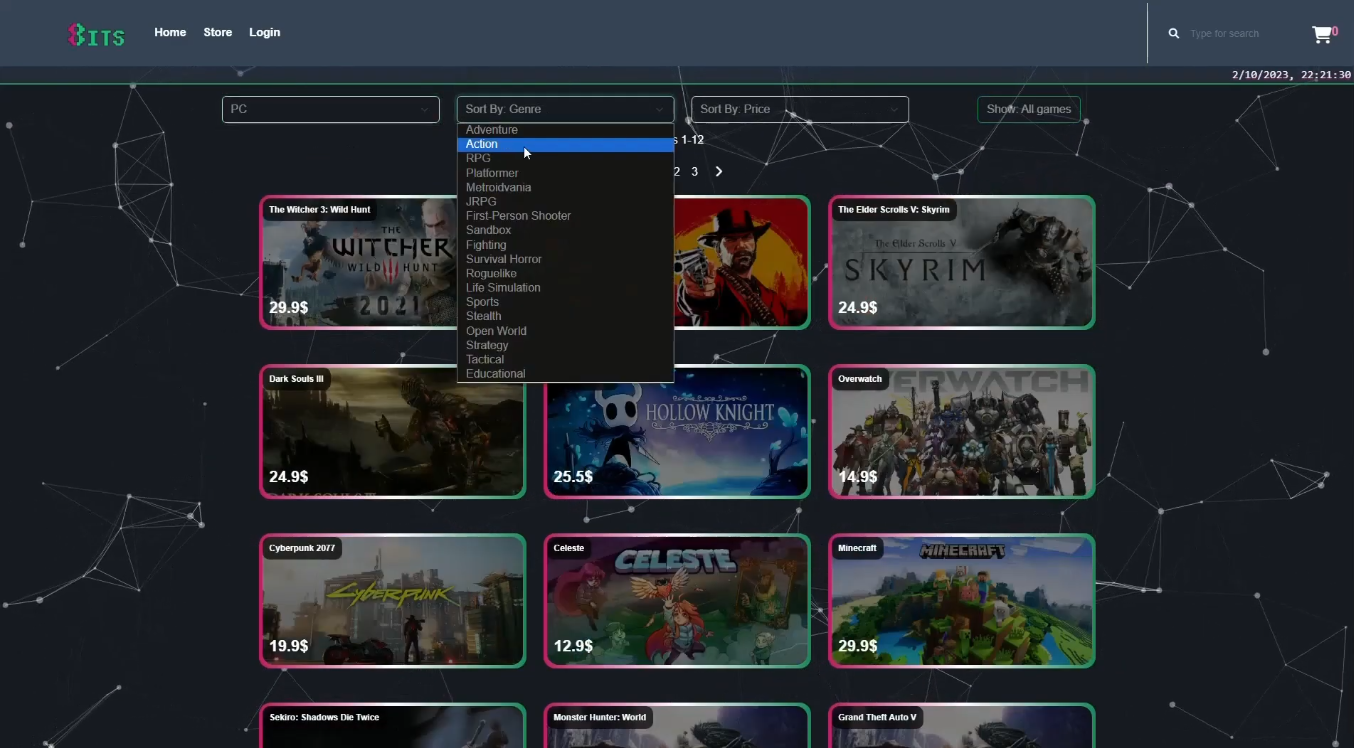 8ITS Home Store Login Type for search 0
2/10/2023, 22:21:30
PC Sort By: Genre Sort By: Price Show: All games
s 1-12
2 3
Adventure
Action
RPG
Platformer
Metroidvania
JRPG
First-Person Shooter
Sandbox
Fighting
Survival Horror
Roguelike
Life Simulation
Sports
Stealth
Open World
Strategy
Tactical
Educational
The Witcher 3: Wild Hunt
THE
WITCHER
WILD HUNT
2021
29.9$
The Elder Scrolls V: Skyrim
The Elder Scrolls V
SKYRIM
24.9$
Dark Souls III
DARK SOULS III
24.9$
HOLLOW KNIGHT
25.5$
Overwatch
OVERWATCH
14.9$
Cyberpunk 2077
Cyberpunk
19.9$
Celeste
CELESTE
12.9$
Minecraft
MINECRAFT
29.9$
Sekiro: Shadows Die Twice
Monster Hunter: World
Grand Theft Auto V